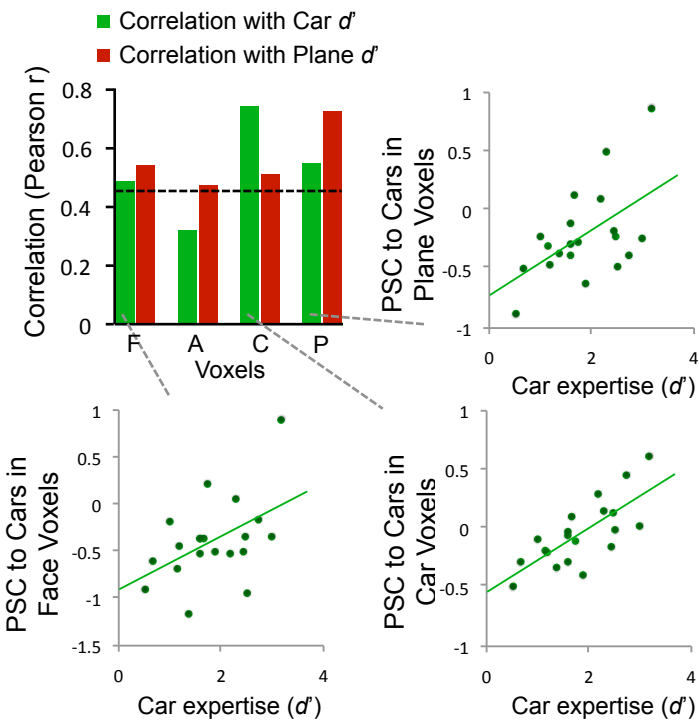 Correlation with Car d'
Correlation with Plane d'
Correlation (Pearson r)
0.8
0.6
0.4
0.2
0
F A C P
Voxels
PSC to Cars in
Plane Voxels
1
0.5
0
-0.5
-1
0 2 4
Car expertise (d')
PSC to Cars in
Face Voxels
1
0.5
0
-0.5
-1
-1.5
0 2 4
Car expertise (d')
PSC to Cars in
Car Voxels
1
0.5
0
-0.5
-1
0 2 4
Car expertise (d')